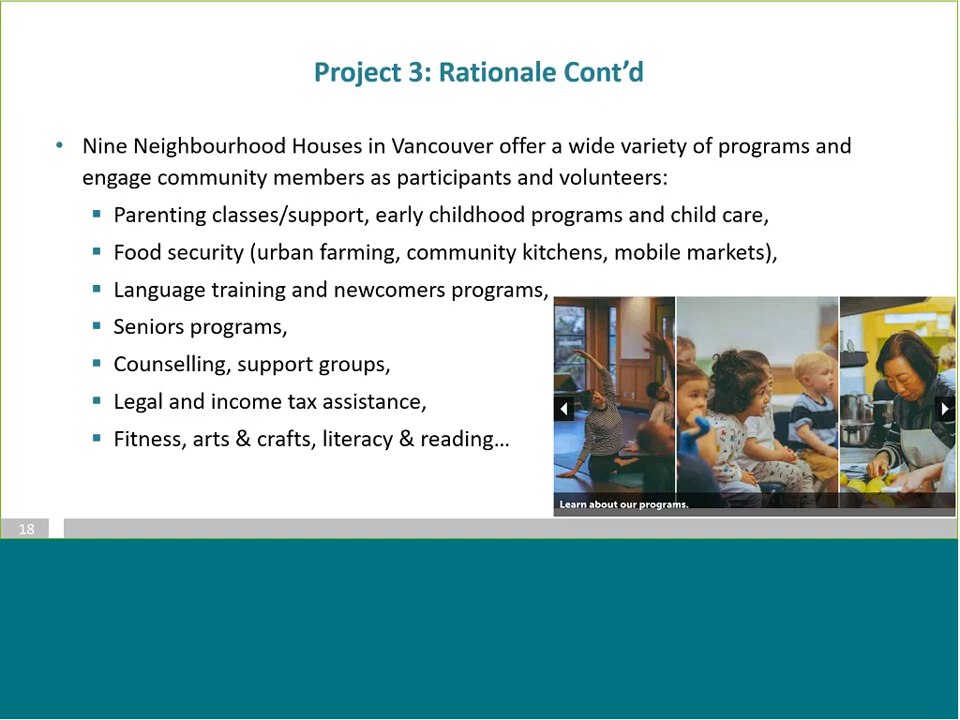 Project 3: Rationale Cont’d
• Nine Neighbourhood Houses in Vancouver offer a wide variety of programs and
engage community members as participants and volunteers:
▪ Parenting classes/support, early childhood programs and child care,
▪ Food security (urban farming, community kitchens, mobile markets),
▪ Language training and newcomers programs,
▪ Seniors programs,
▪ Counselling, support groups,
▪ Legal and income tax assistance,
▪ Fitness, arts & crafts, literacy & reading…
Learn about our programs.
18